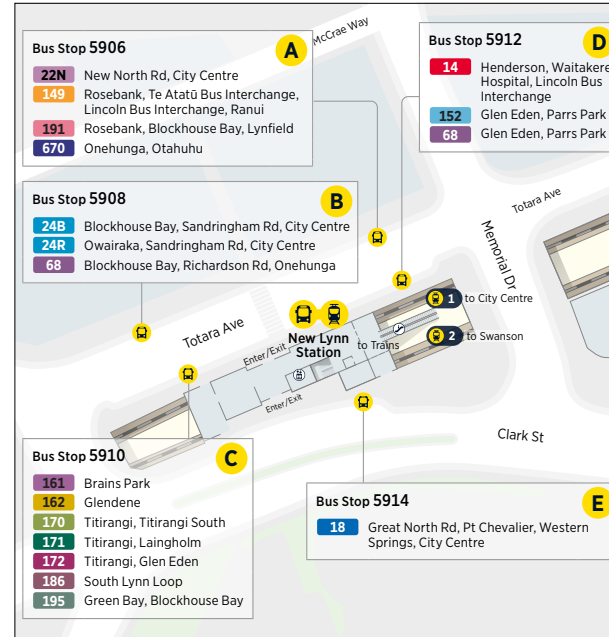 McCrae Way
Bus Stop 5906
A
22N New North Rd, City Centre
149 Rosebank, Te Atatū Bus Interchange,
Lincoln Bus Interchange, Ranui
191 Rosebank, Blockhouse Bay, Lynfield
670 Onehunga, Otahuhu
Bus Stop 5912
D
14 Henderson, Waitakere
Hospital, Lincoln Bus
Interchange
152 Glen Eden, Parrs Park
68 Glen Eden, Parrs Park
Bus Stop 5908
B
24B Blockhouse Bay, Sandringham Rd, City Centre
24R Owairaka, Sandringham Rd, City Centre
68 Blockhouse Bay, Richardson Rd, Onehunga
Totara Ave
Memorial Dr
1 to City Centre
2 to Swanson
New Lynn
Station
to Trains
Totara Ave
Enter/Exit
Enter/Exit
Clark St
Bus Stop 5910
C
161 Brains Park
162 Glendene
170 Titirangi, Titirangi South
171 Titirangi, Laingholm
172 Titirangi, Glen Eden
186 South Lynn Loop
195 Green Bay, Blockhouse Bay
Bus Stop 5914
E
18 Great North Rd, Pt Chevalier, Western
Springs, City Centre